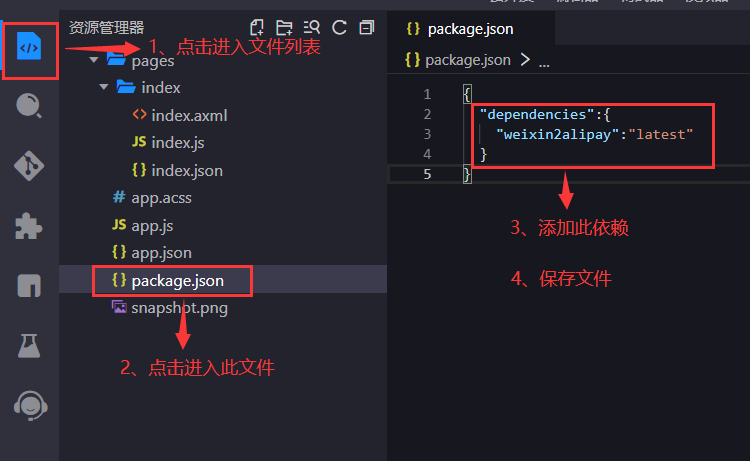 资源管理器
1、点击进入文件列表
pages
index
index.axml
JS index.js
{ } index.json
# app.acss
JS app.js
{ } app.json
{ } package.json
snapshot.png
2、点击进入此文件
{ } package.json
{ } package.json > ...
1 {
2 "dependencies":{
3 "weixin2alipay":"latest"
4 }
5 }
3、添加此依赖
4、保存文件